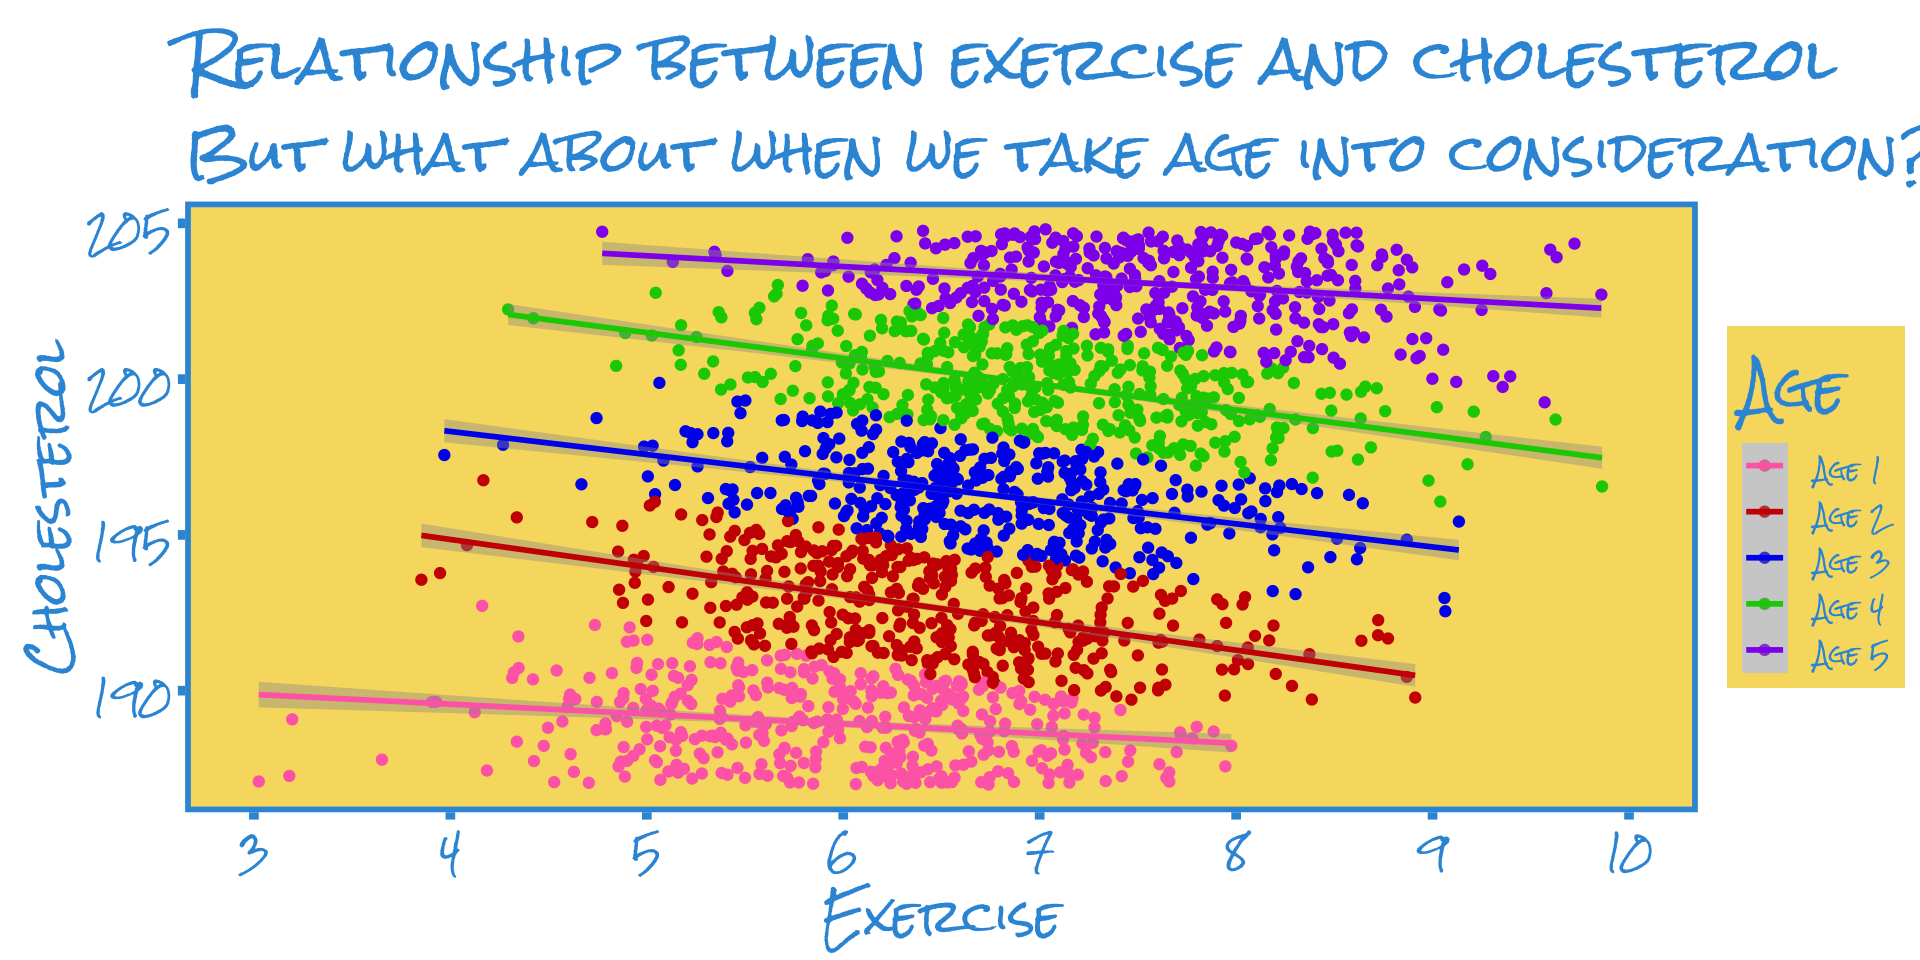 Relationship between exercise and cholesterol
But what about when we take age into consideration?
Cholesterol
205
200
195
190
3 4 5 6 7 8 9 10
Exercise
Age
Age 1
Age 2
Age 3
Age 4
Age 5